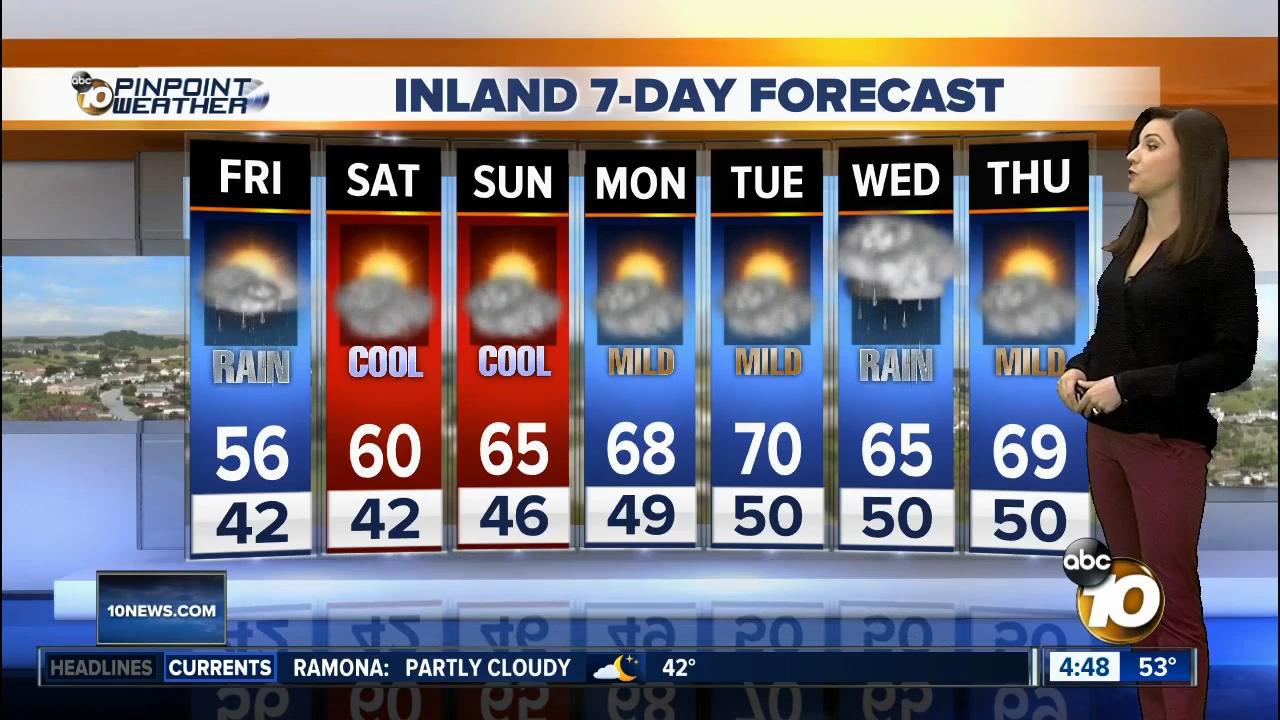 abc 10 PINPOINT WEATHER
INLAND 7-DAY FORECAST
FRI SAT SUN MON TUE WED THU
RAIN COOL COOL MILD MILD RAIN MILD
56 60 65 68 70 65 69
42 42 46 49 50 50 50
abc 10
10NEWS.COM
HEADLINES CURRENTS RAMONA: PARTLY CLOUDY 42° 4:48 53°